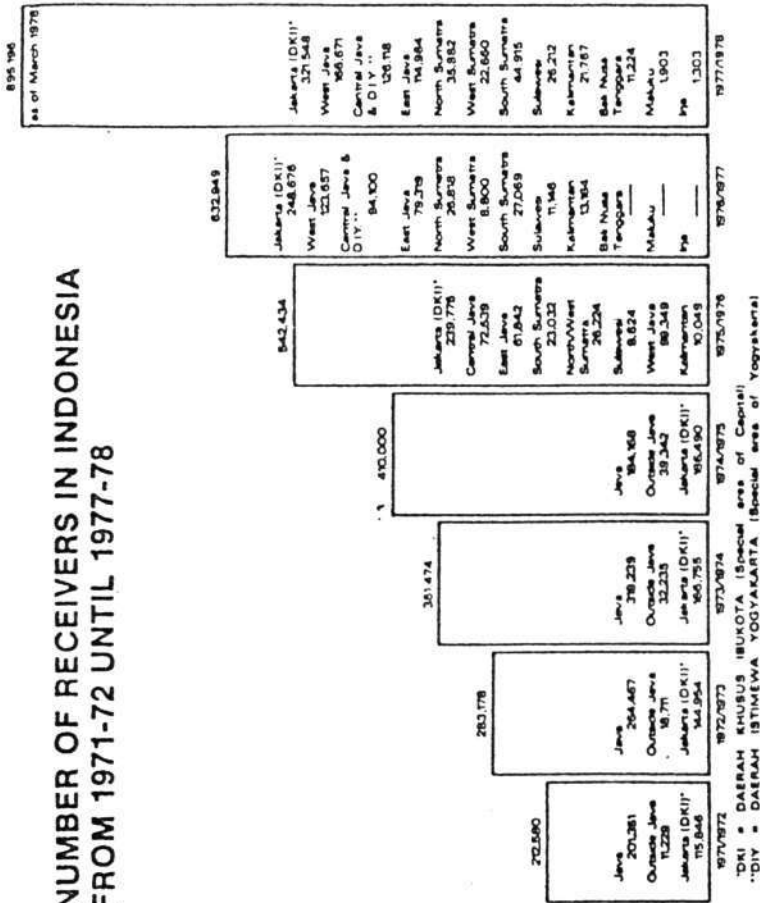 NUMBER OF RECEIVERS IN INDONESIA
FROM 1971-72 UNTIL 1977-78
212,580
Java
201,351
Outside Java
11,229
Jakarta (DKI)*
115,846
1971/1972
283,178
Java
264,467
Outside Java
18,711
Jakarta (DKI)*
144,954
1972/1973
351,474
Java
319,239
Outside Java
32,235
Jakarta (DKI)*
166,755
1973/1974
410,000
Java
184,168
Outside Java
39,342
Jakarta (DKI)*
186,490
1974/1975
542,434
Jakarta (DKI)*
239,775
Central Java
72,539
East Java
61,842
South Sumatra
23,032
North/West
Sumatra
26,224
Sulawesi
8,624
West Java
99,349
Kalimantan
10,049
1975/1976
632,949
Jakarta (DKI)*
248,676
West Java
123,657
Central Java &
DIY **
94,100
East Java
79,319
North Sumatra
26,818
West Sumatra
8,800
South Sumatra
27,069
Sulawesi
11,146
Kalimantan
13,164
Bali Nusa
Tenggara
Maluku
Irja
1976/1977
895 196
as of March 1978)
Jakarta (DKI)*
321,548
West Java
166,671
Central Java
& DIY **
126,118
East Java
114,984
North Sumatra
35,882
West Sumatra
22,660
South Sumatra
44,915
Sulawesi
26,212
Kalimantan
21,767
Bali Nusa
Tenggara
11,224
Maluku
1,903
Irja
1,303
1977/1978
*DKI = DAERAH KHUSUS IBUKOTA (Special area of Capital)
**DIY = DAERAH ISTIMEWA YOGYAKARTA (Special area of Yogyakarta)